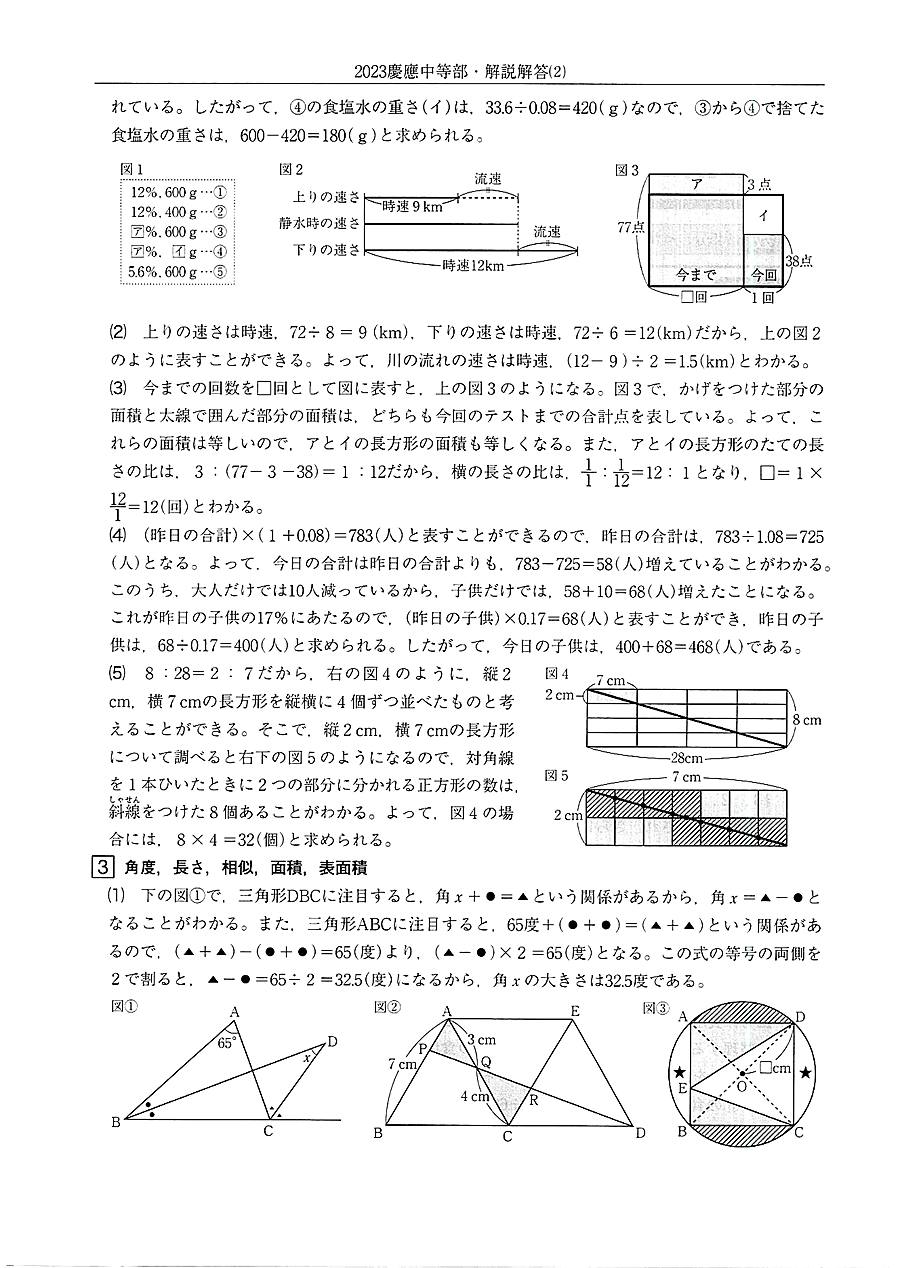 2023慶應中等部・解説解答(2)
れている。したがって，④の食塩水の重さ(イ)は，33.6÷0.08＝420(ｇ)なので，③から④で捨てた
食塩水の重さは，600－420＝180(ｇ)と求められる。
図1
12%，600ｇ…①
12%，400ｇ…②
ア%，600ｇ…③
ア%，イｇ…④
5.6%，600ｇ…⑤
図2
流速
上りの速さ
時速9km
静水時の速さ
流速
下りの速さ
時速12km
図3
ア
3点
イ
77点
38点
今まで
今回
□回
1回
(2)　上りの速さは時速，72÷8＝9(km)，下りの速さは時速，72÷6＝12(km)だから，上の図2
のように表すことができる。よって，川の流れの速さは時速，(12－9)÷2＝1.5(km)とわかる。
(3)　今までの回数を□回として図に表すと，上の図3のようになる。図3で，かげをつけた部分の
面積と太線で囲んだ部分の面積は，どちらも今回のテストまでの合計点を表している。よって，こ
れらの面積は等しいので，アとイの長方形の面積も等しくなる。また，アとイの長方形のたての長
さの比は，3：(77－3－38)＝1：12だから，横の長さの比は，1/1：1/12＝12：1となり，□＝1×
12/1＝12(回)とわかる。
(4)　(昨日の合計)×(1＋0.08)＝783(人)と表すことができるので，昨日の合計は，783÷1.08＝725
(人)となる。よって，今日の合計は昨日の合計よりも，783－725＝58(人)増えていることがわかる。
このうち，大人だけでは10人減っているから，子供だけでは，58＋10＝68(人)増えたことになる。
これが昨日の子供の17%にあたるので，(昨日の子供)×0.17＝68(人)と表すことができ，昨日の子
供は，68÷0.17＝400(人)と求められる。したがって，今日の子供は，400＋68＝468(人)である。
(5)　8：28＝2：7だから，右の図4のように，縦2
cm，横7cmの長方形を縦横に4個ずつ並べたものと考
えることができる。そこで，縦2cm，横7cmの長方形
について調べると右下の図5のようになるので，対角線
を1本ひいたときに2つの部分に分かれる正方形の数は，
しゃせん
斜線をつけた8個あることがわかる。よって，図4の場
合には，8×4＝32(個)と求められる。
図4
7cm
2cm
8cm
28cm
図5
7cm
2cm
3 角度，長さ，相似，面積，表面積
(1)　下の図①で，三角形DBCに注目すると，角x＋●＝▲という関係があるから，角x＝▲－●と
なることがわかる。また，三角形ABCに注目すると，65度＋(●＋●)＝(▲＋▲)という関係があ
るので，(▲＋▲)－(●＋●)＝65(度)より，(▲－●)×2＝65(度)となる。この式の等号の両側を
2で割ると，▲－●＝65÷2＝32.5(度)になるから，角xの大きさは32.5度である。
図①
A
65°
D
x
B
C
図②
A
E
3cm
P
7cm
Q
4cm
R
B
C
D
図③
A
D
★
□cm
★
E
O
B
C